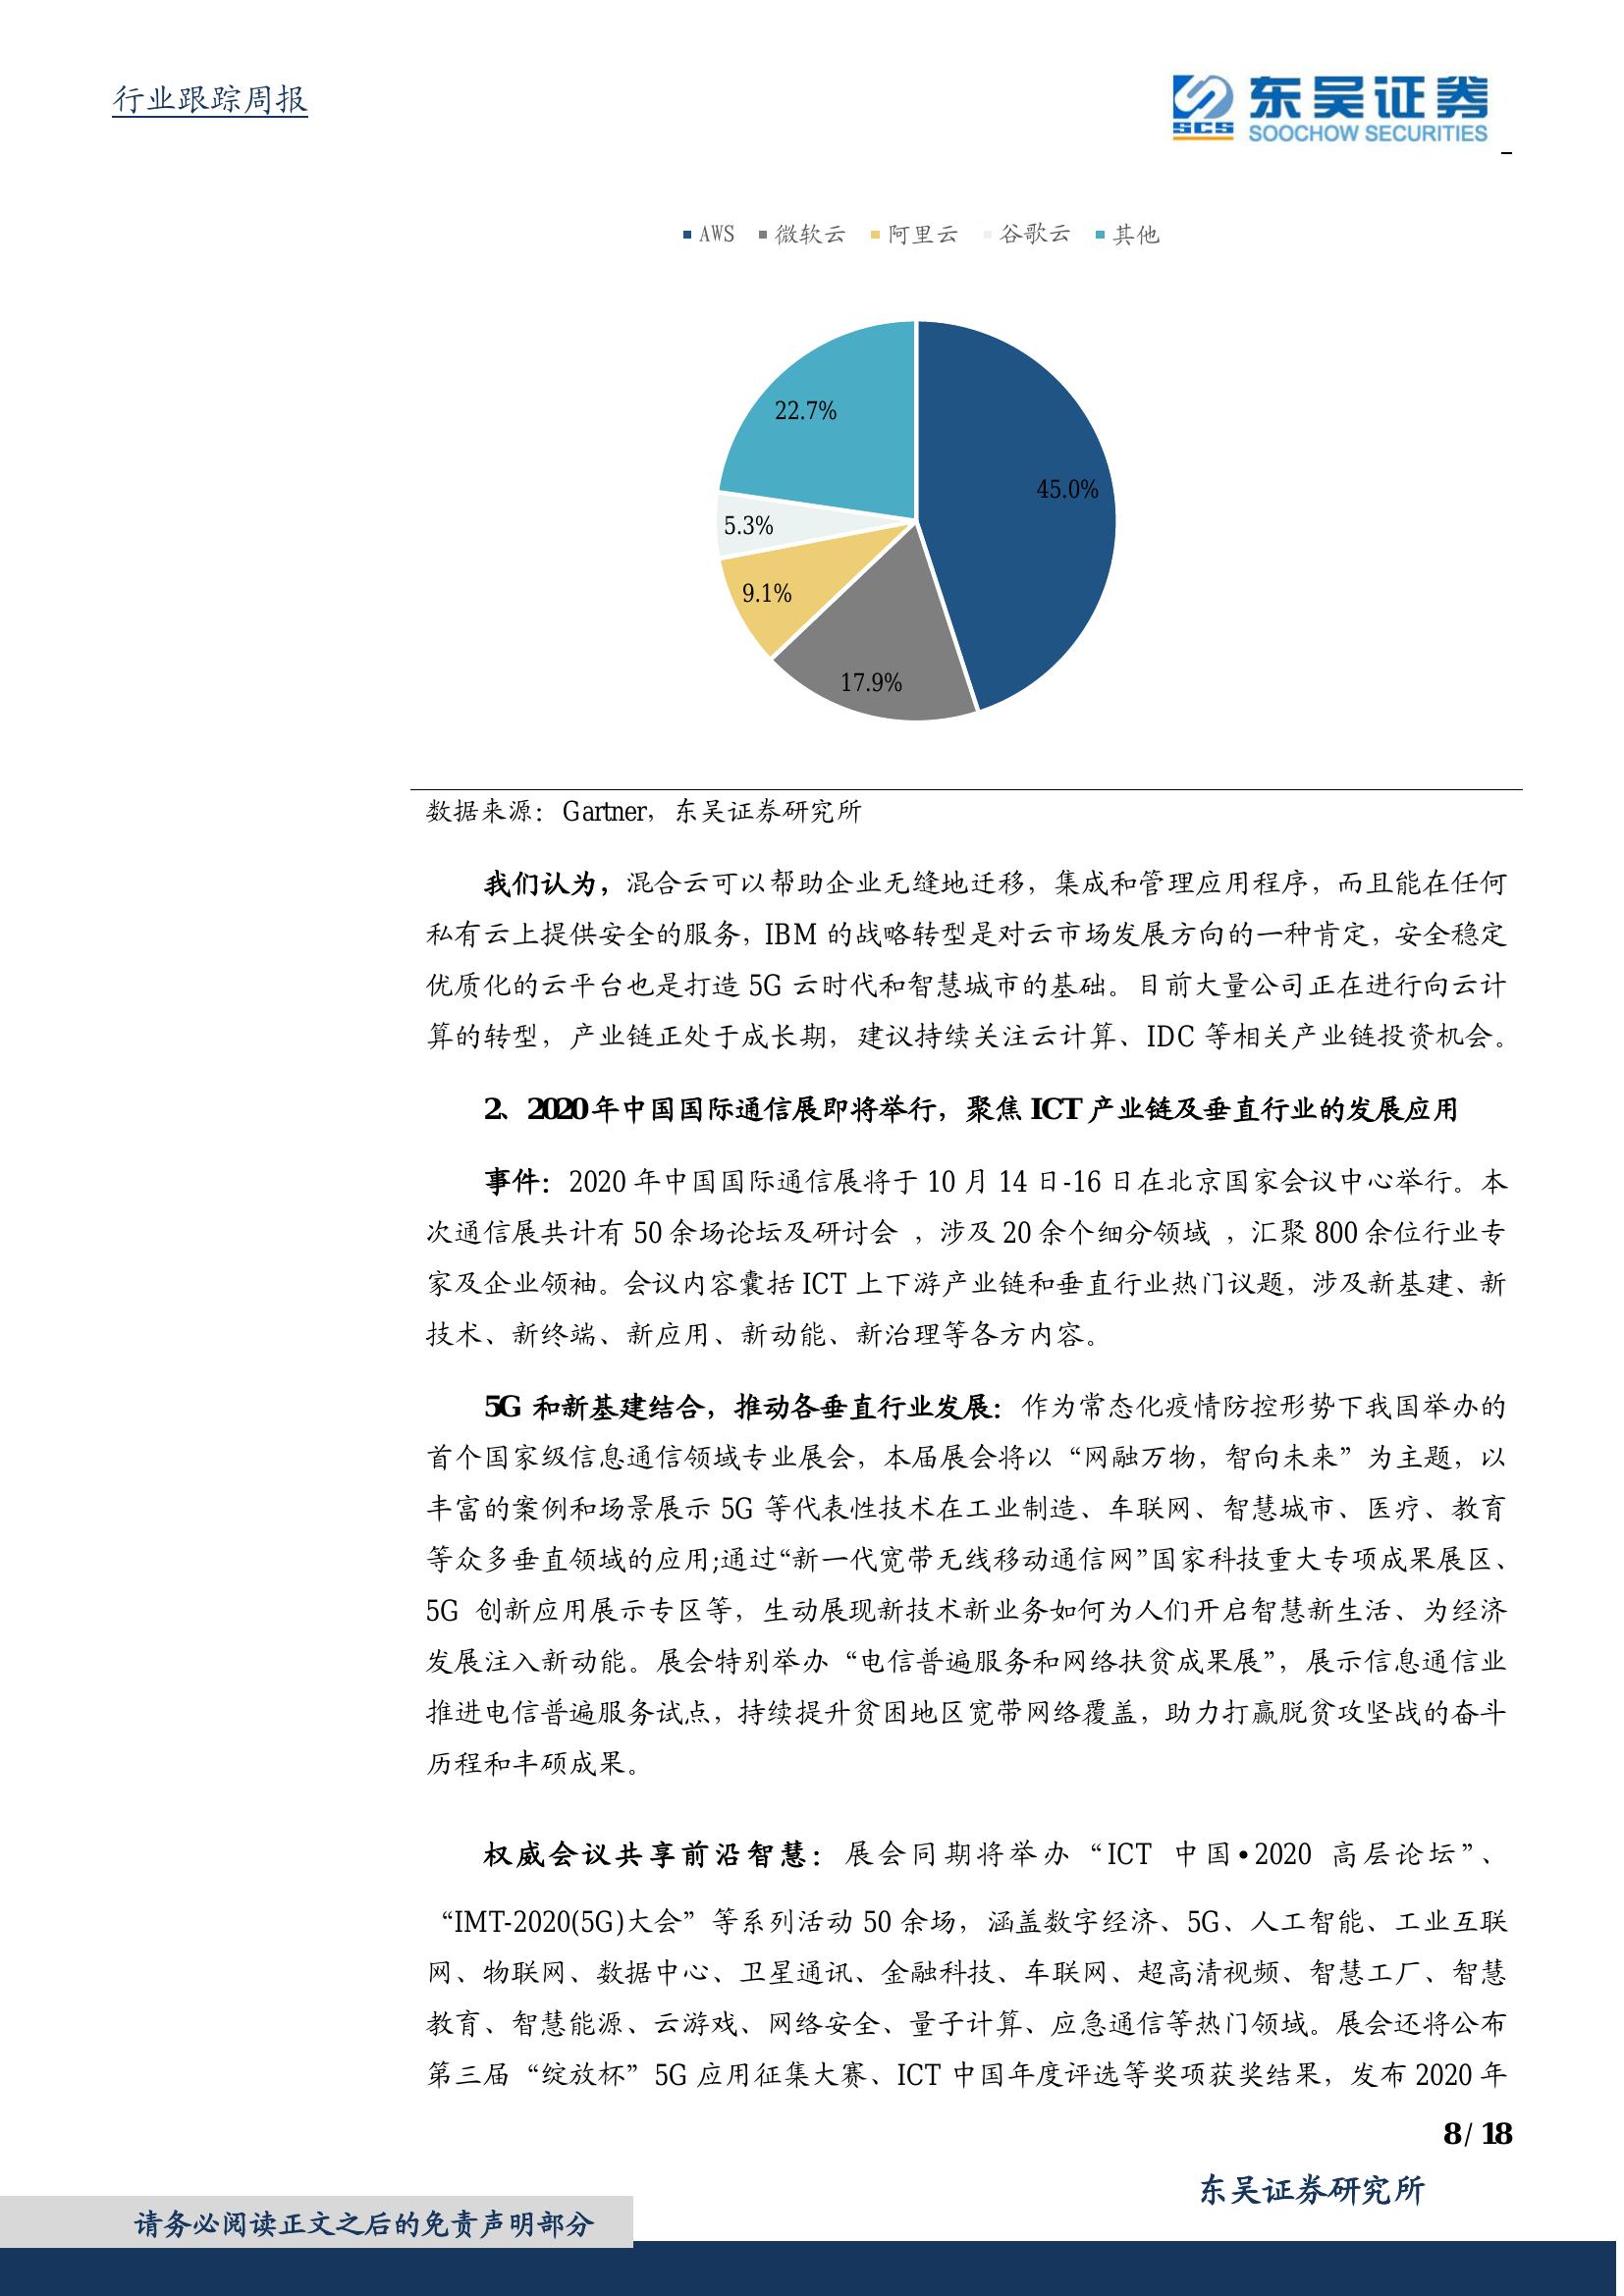 行业跟踪周报
SCS 东吴证券
SOOCHOW SECURITIES
AWS 微软云 阿里云 谷歌云 其他
22.7%
45.0%
5.3%
9.1%
17.9%
数据来源：Gartner，东吴证券研究所
我们认为，混合云可以帮助企业无缝地迁移，集成和管理应用程序，而且能在任何
私有云上提供安全的服务，IBM 的战略转型是对云市场发展方向的一种肯定，安全稳定
优质化的云平台也是打造 5G 云时代和智慧城市的基础。目前大量公司正在进行向云计
算的转型，产业链正处于成长期，建议持续关注云计算、IDC 等相关产业链投资机会。
2、2020 年中国国际通信展即将举行，聚焦 ICT 产业链及垂直行业的发展应用
事件：2020 年中国国际通信展将于 10 月 14 日-16 日在北京国家会议中心举行。本
次通信展共计有 50 余场论坛及研讨会 ，涉及 20 余个细分领域 ，汇聚 800 余位行业专
家及企业领袖。会议内容囊括 ICT 上下游产业链和垂直行业热门议题，涉及新基建、新
技术、新终端、新应用、新动能、新治理等各方内容。
5G 和新基建结合，推动各垂直行业发展：作为常态化疫情防控形势下我国举办的
首个国家级信息通信领域专业展会，本届展会将以“网融万物，智向未来”为主题，以
丰富的案例和场景展示 5G 等代表性技术在工业制造、车联网、智慧城市、医疗、教育
等众多垂直领域的应用;通过“新一代宽带无线移动通信网”国家科技重大专项成果展区、
5G 创新应用展示专区等，生动展现新技术新业务如何为人们开启智慧新生活、为经济
发展注入新动能。展会特别举办“电信普遍服务和网络扶贫成果展”，展示信息通信业
推进电信普遍服务试点，持续提升贫困地区宽带网络覆盖，助力打赢脱贫攻坚战的奋斗
历程和丰硕成果。
权威会议共享前沿智慧：展会同期将举办“ICT 中国•2020 高层论坛”、
“IMT-2020(5G)大会”等系列活动 50 余场，涵盖数字经济、5G、人工智能、工业互联
网、物联网、数据中心、卫星通讯、金融科技、车联网、超高清视频、智慧工厂、智慧
教育、智慧能源、云游戏、网络安全、量子计算、应急通信等热门领域。展会还将公布
第三届“绽放杯”5G 应用征集大赛、ICT 中国年度评选等奖项获奖结果，发布 2020 年
8 / 18
东吴证券研究所
请务必阅读正文之后的免责声明部分